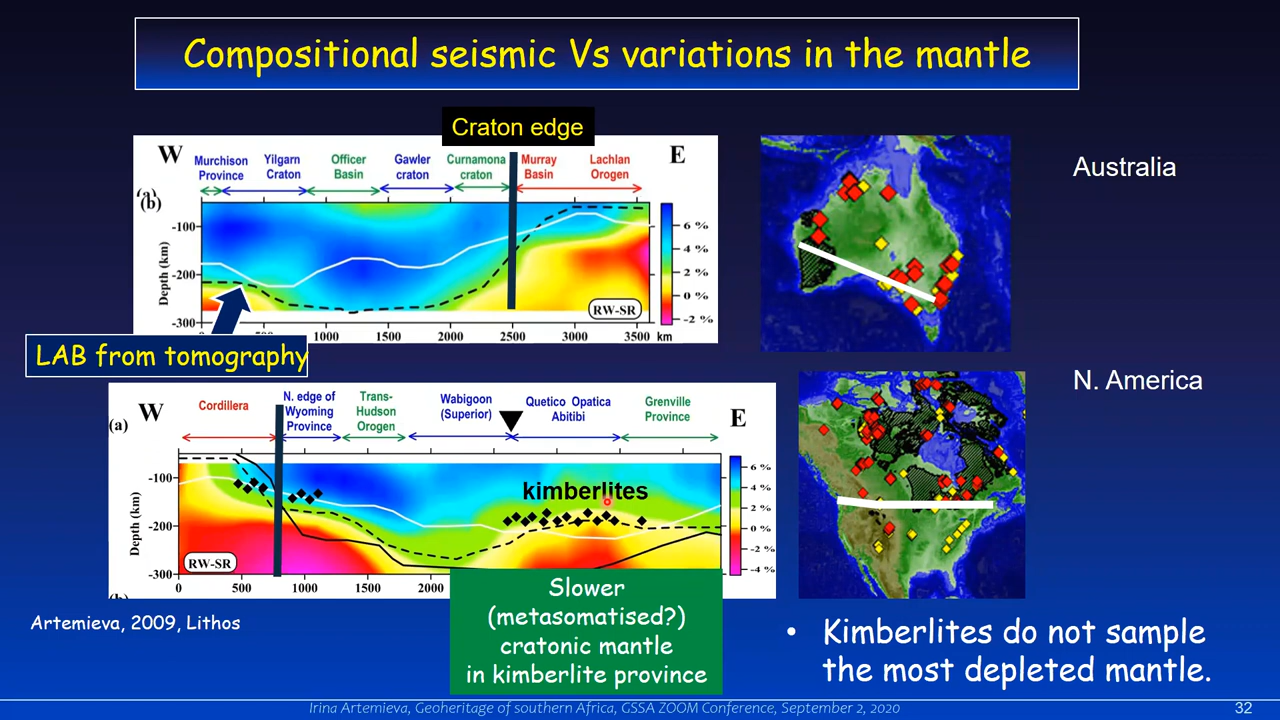 Compositional seismic Vs variations in the mantle
Craton edge
W
Murchison Province
Yilgarn Craton
Officer Basin
Gawler craton
Curnamona craton
Murray Basin
Lachlan Orogen
E
(b)
-100
-200
-300
Depth (km)
6 %
4 %
2 %
0 %
-2 %
RW-SR
500
1000
1500
2000
2500
3000
3500 km
Australia
LAB from tomography
N. America
(a)
W
Cordillera
N. edge of Wyoming Province
Trans-Hudson Orogen
Wabigoon (Superior)
Quetico Opatica Abitibi
Grenville Province
E
-100
-200
-300
Depth (km)
kimberlites
6 %
4 %
2 %
0 %
-2 %
-4 %
RW-SR
0
500
1000
1500
2000
Slower
(metasomatised?)
cratonic mantle
in kimberlite province
Artemieva, 2009, Lithos
• Kimberlites do not sample
the most depleted mantle.
Irina Artemieva, Geoheritage of southern Africa, GSSA ZOOM Conference, September 2, 2020
32